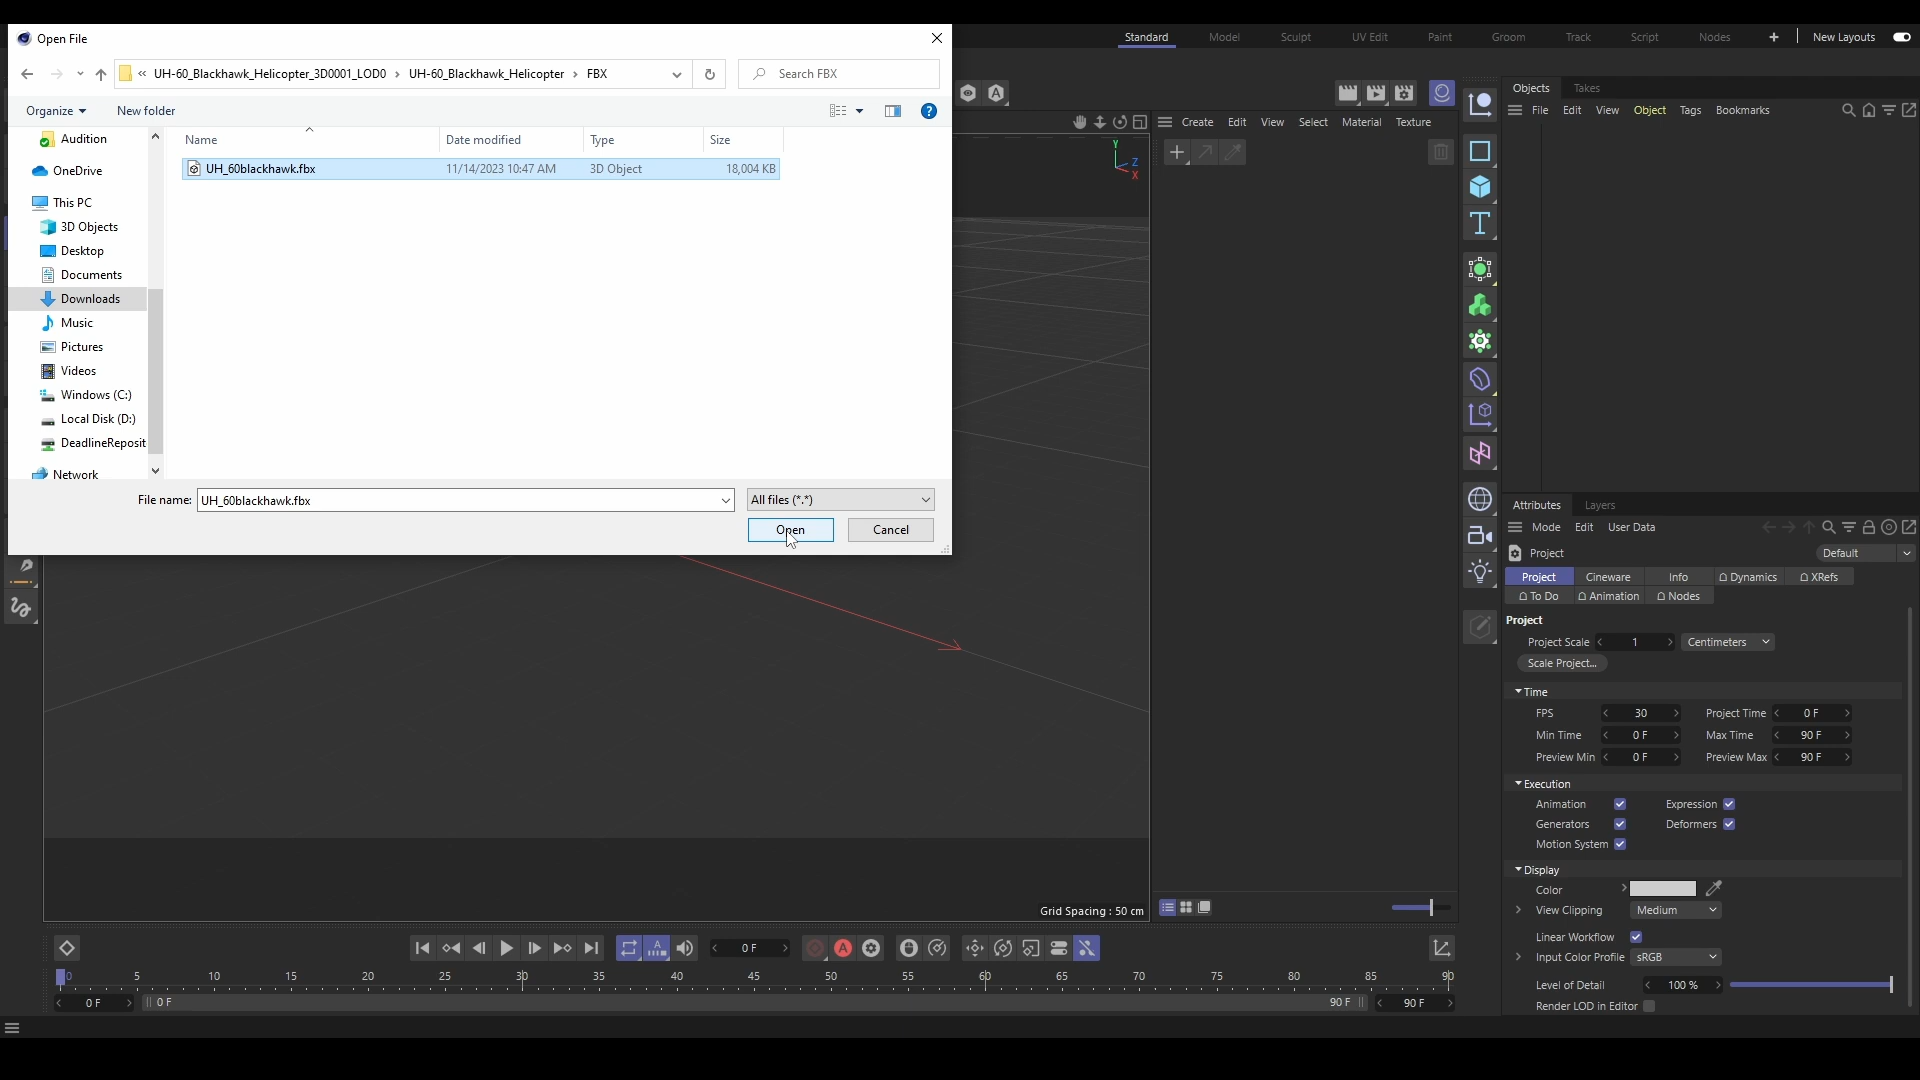 Open File
« UH-60_Blackhawk_Helicopter_3D0001_LOD0 › UH-60_Blackhawk_Helicopter › FBX
Search FBX
Organize
New folder
Audition
OneDrive
This PC
3D Objects
Desktop
Documents
Downloads
Music
Pictures
Videos
Windows (C:)
Local Disk (D:)
DeadlineReposit
Network
Name Date modified Type Size
UH_60blackhawk.fbx 11/14/2023 10:47 AM 3D Object 18,004 KB
File name: UH_60blackhawk.fbx All files (*.*)
Open Cancel
Standard Model Sculpt UV Edit Paint Groom Track Script Nodes + New Layouts
Y
Z
X
Create Edit View Select Material Texture
Grid Spacing : 50 cm
Objects Takes
File Edit View Object Tags Bookmarks
Attributes Layers
Mode Edit User Data
Project Default
Project Cineware Info Dynamics XRefs
To Do Animation Nodes
Project
Project Scale 1 Centimeters
Scale Project...
Time
FPS 30 Project Time 0 F
Min Time 0 F Max Time 90 F
Preview Min 0 F Preview Max 90 F
Execution
Animation Expression
Generators Deformers
Motion System
Display
Color
View Clipping Medium
Linear Workflow
Input Color Profile sRGB
Level of Detail 100 %
Render LOD in Editor
0 F
0 5 10 15 20 25 30 35 40 45 50 55 60 65 70 75 80 85 90
0 F 0 F 90 F 90 F